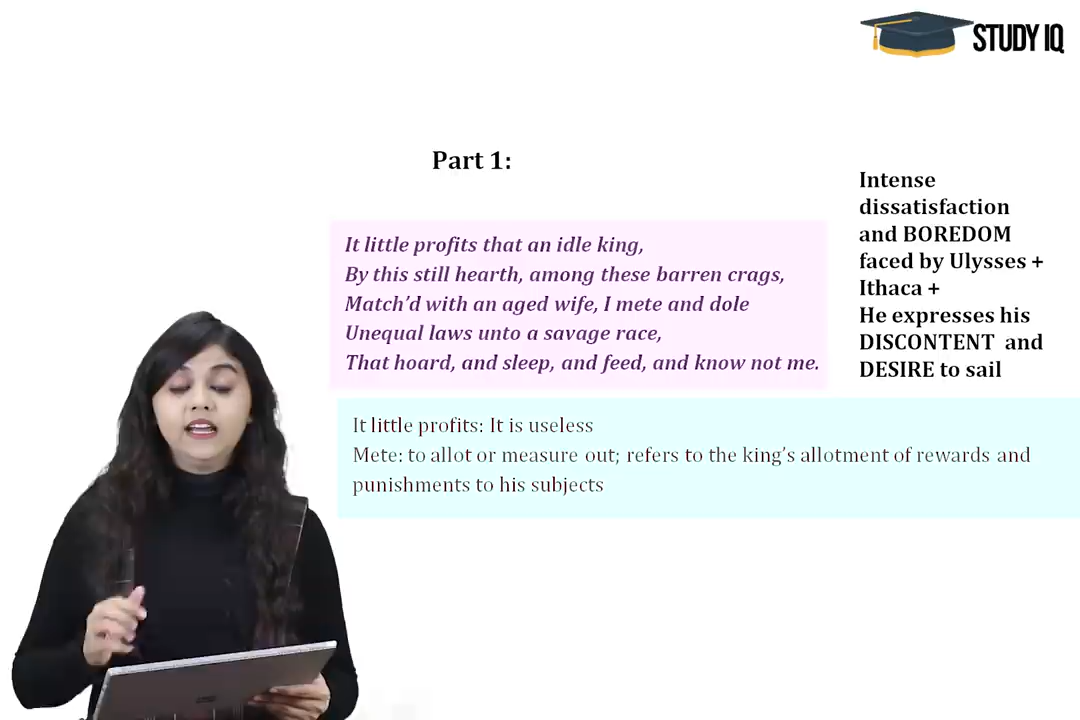 STUDY IQ
Part 1:
It little profits that an idle king,
By this still hearth, among these barren crags,
Match’d with an aged wife, I mete and dole
Unequal laws unto a savage race,
That hoard, and sleep, and feed, and know not me.
Intense
dissatisfaction
and BOREDOM
faced by Ulysses +
Ithaca +
He expresses his
DISCONTENT and
DESIRE to sail
It little profits: It is useless
Mete: to allot or measure out; refers to the king’s allotment of rewards and
punishments to his subjects